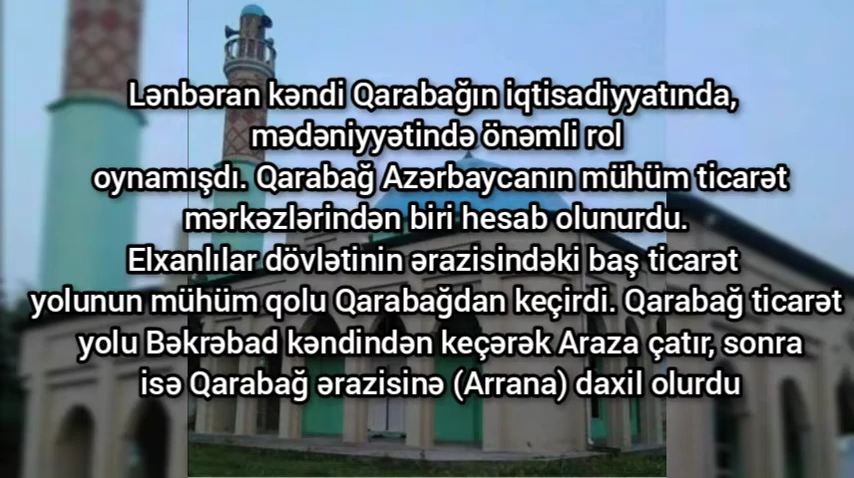 Lənbəran kəndi Qarabağın iqtisadiyyatında,
mədəniyyətində önəmli rol
oynamışdı. Qarabağ Azərbaycanın mühüm ticarət
mərkəzlərindən biri hesab olunurdu.
Elxanlılar dövlətinin ərazisindəki baş ticarət
yolunun mühüm qolu Qarabağdan keçirdi. Qarabağ ticarət
yolu Bəkrəbad kəndindən keçərək Araza çatır, sonra
isə Qarabağ ərazisinə (Arrana) daxil olurdu